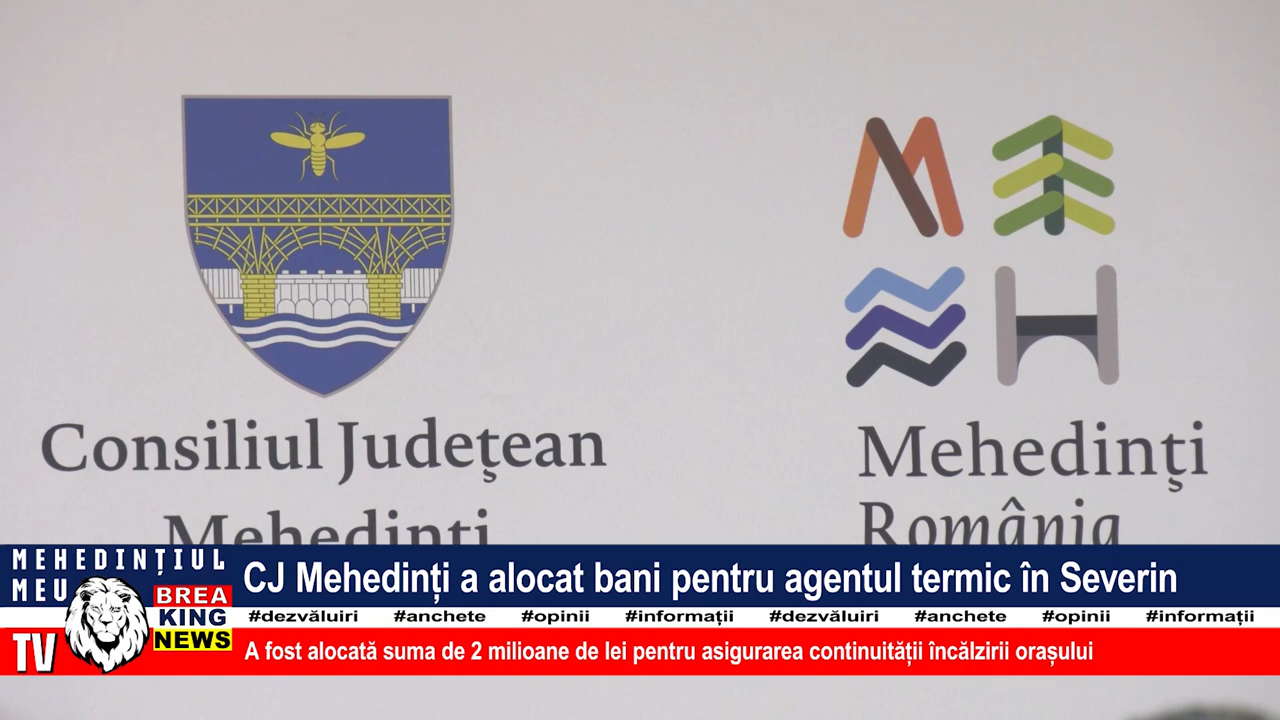 Consiliul Județean
Mehedinți
Mehedinți
România
MEHEDINȚIUL
MEU
TV
BREA
KING
NEWS
CJ Mehedinți a alocat bani pentru agentul termic în Severin
#dezvăluiri #anchete #opinii #informații #dezvăluiri #anchete #opinii #informații
A fost alocată suma de 2 milioane de lei pentru asigurarea continuității încălzirii orașului